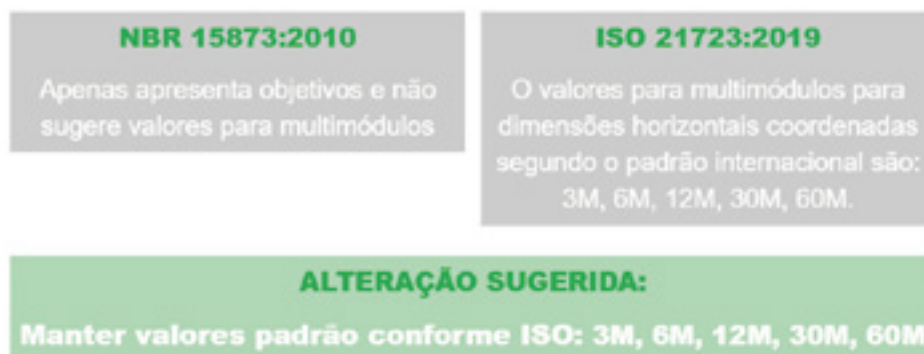 NBR 15873:2010
Apenas apresenta objetivos e não
sugere valores para multimódulos
ISO 21723:2019
O valores para multimódulos para
dimensões horizontais coordenadas
segundo o padrão internacional são:
3M, 6M, 12M, 30M, 60M.
ALTERAÇÃO SUGERIDA:
Manter valores padrão conforme ISO: 3M, 6M, 12M, 30M, 60M